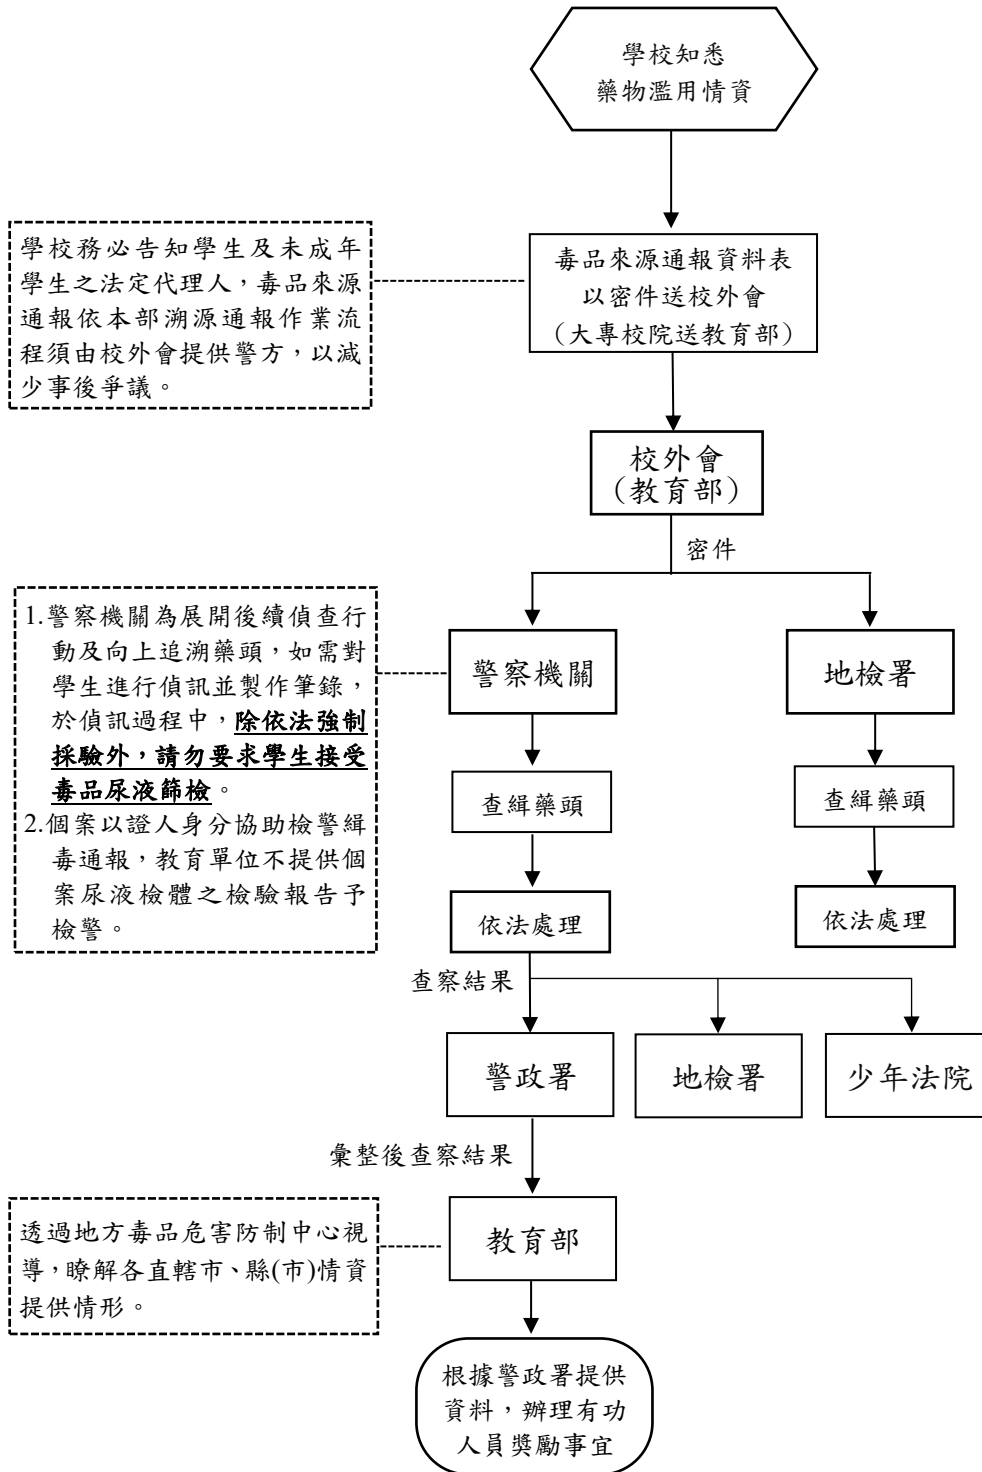 學校知悉
藥物濫用情資
學校務必告知學生及未成年
學生之法定代理人，毒品來源
通報依本部溯源通報作業流
程須由校外會提供警方，以減
少事後爭議。
毒品來源通報資料表
以密件送校外會
（大專校院送教育部）
校外會
（教育部）
密件
1.警察機關為展開後續偵查行
動及向上追溯藥頭，如需對
學生進行偵訊並製作筆錄，
於偵訊過程中，除依法強制
採驗外，請勿要求學生接受
毒品尿液篩檢。
2.個案以證人身分協助檢警緝
毒通報，教育單位不提供個
案尿液檢體之檢驗報告予
檢警。
警察機關
地檢署
查緝藥頭
查緝藥頭
依法處理
依法處理
查察結果
警政署
地檢署
少年法院
彙整後查察結果
透過地方毒品危害防制中心視
導，瞭解各直轄市、縣(市)情資
提供情形。
教育部
根據警政署提供
資料，辦理有功
人員獎勵事宜